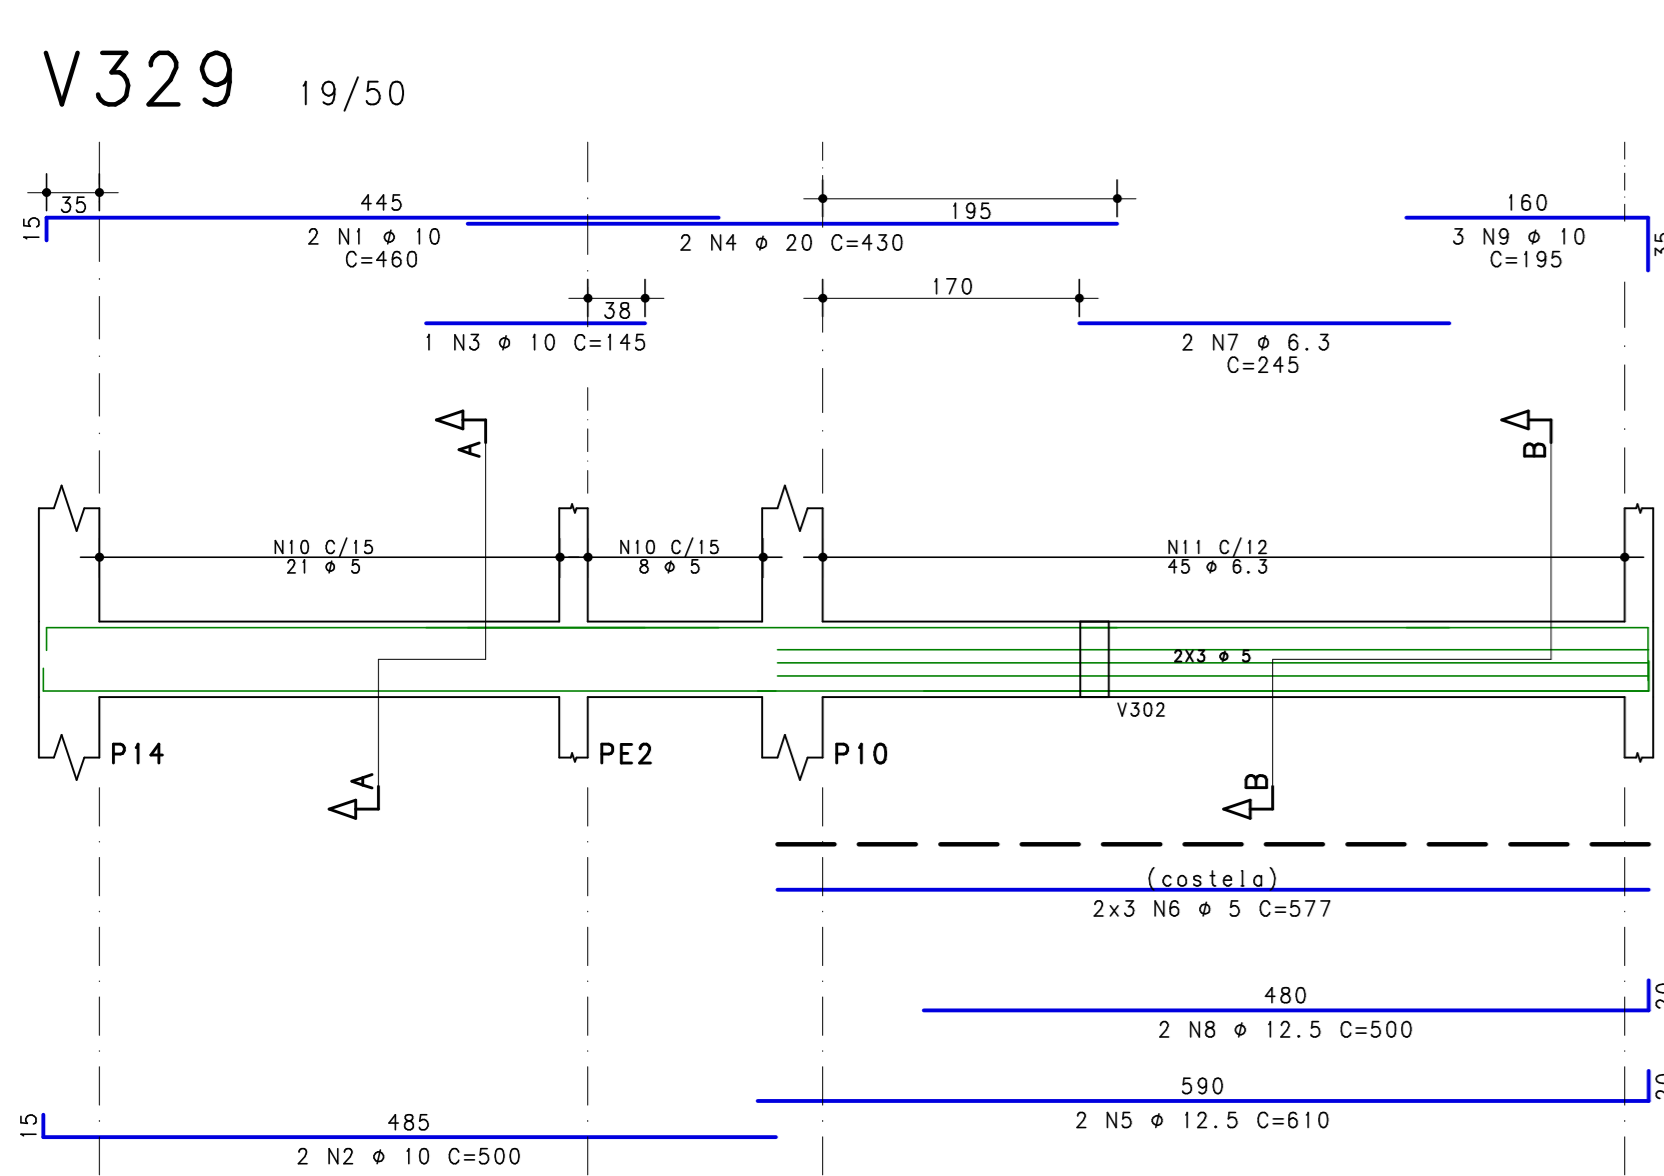 V329 19/50
35
15
445
2 N1 ø 10
C=460
195
2 N4 ø 20 C=430
160
3 N9 ø 10
C=195
35
38
1 N3 ø 10 C=145
170
2 N7 ø 6.3
C=245
A
B
N10 C/15
21 ø 5
N10 C/15
8 ø 5
N11 C/12
45 ø 6.3
2X3 ø 5
V302
P14
PE2
P10
A
B
(costela)
2x3 N6 ø 5 C=577
480
20
2 N8 ø 12.5 C=500
590
20
2 N5 ø 12.5 C=610
15
485
2 N2 ø 10 C=500